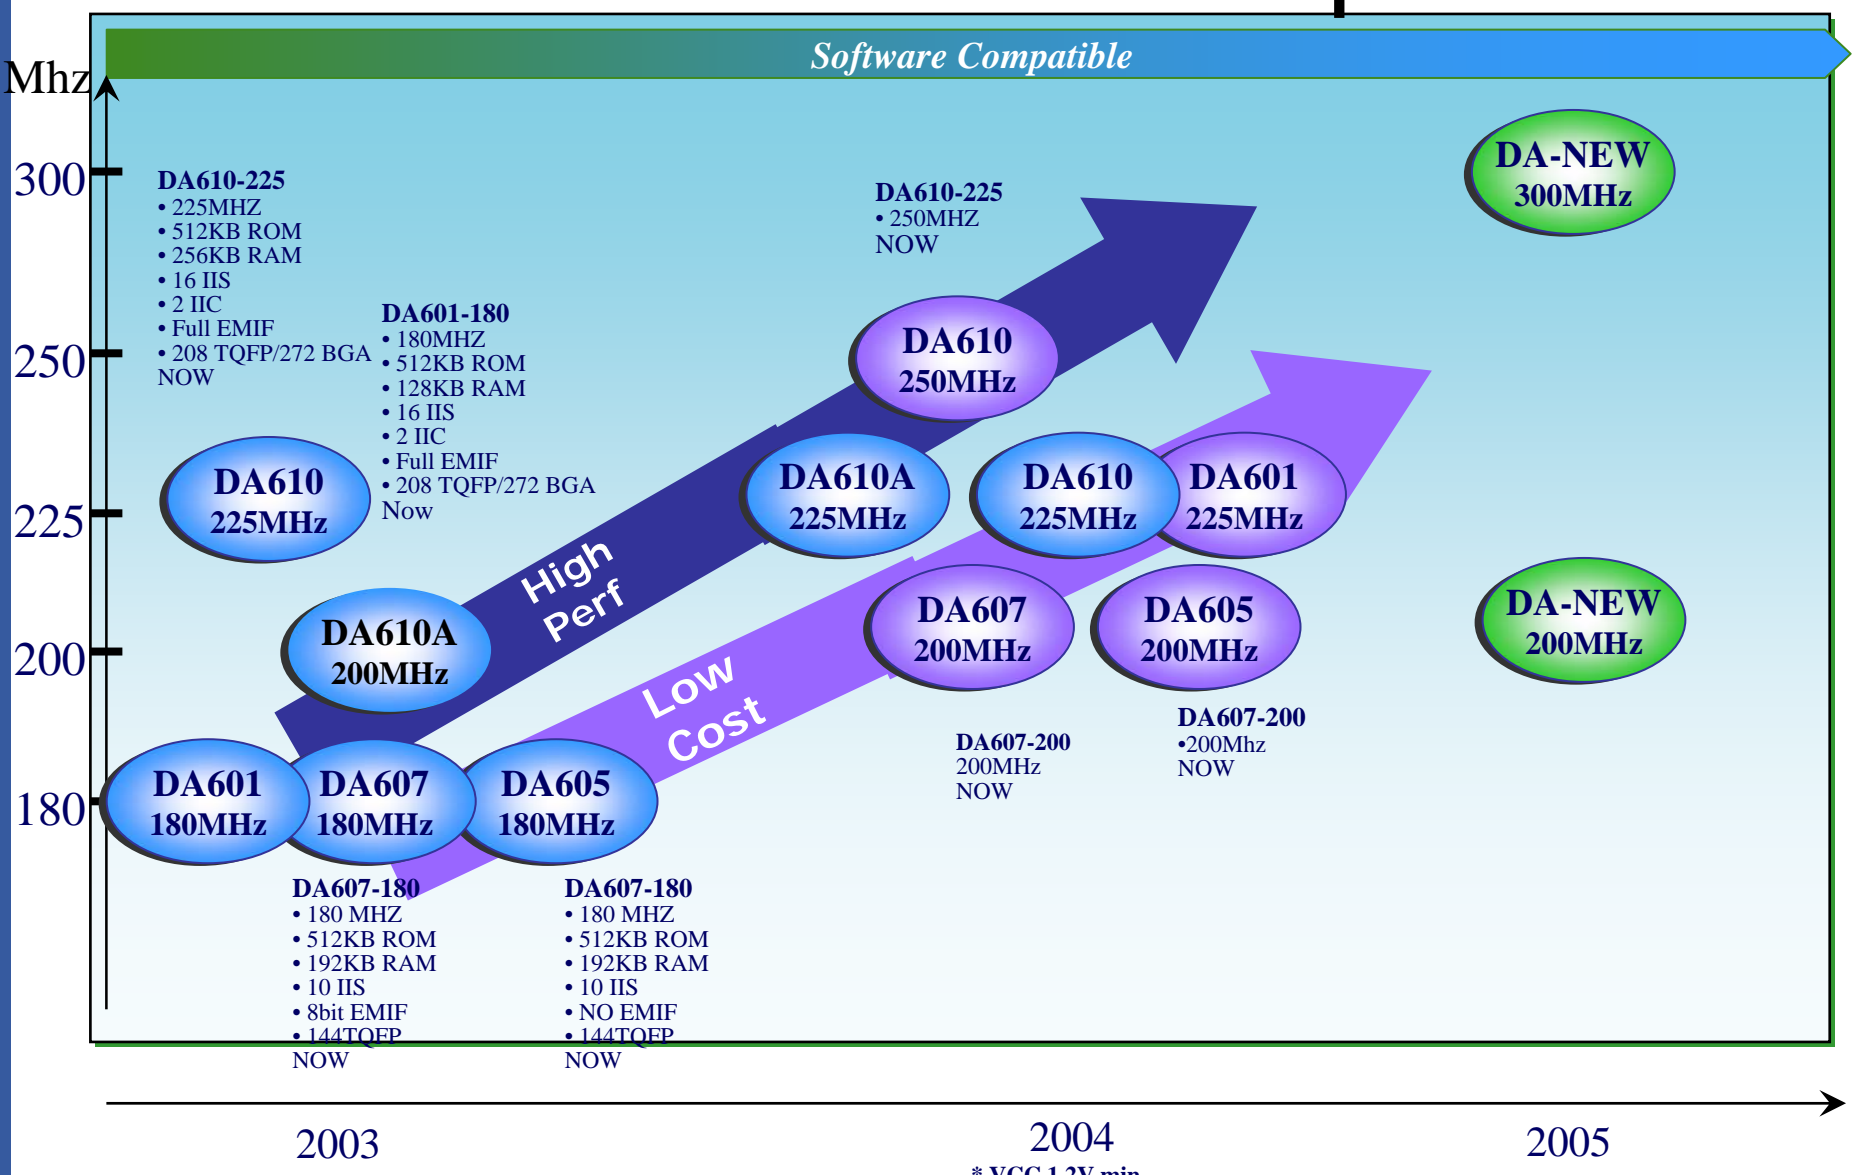 Software Compatible
Mhz
300
250
225
200
180
DA610-225
• 225MHZ
• 512KB ROM
• 256KB RAM
• 16 IIS
• 2 IIC
• Full EMIF
• 208 TQFP/272 BGA
NOW
DA601-180
• 180MHZ
• 512KB ROM
• 128KB RAM
• 16 IIS
• 2 IIC
• Full EMIF
• 208 TQFP/272 BGA
Now
DA610-225
• 250MHZ
NOW
DA-NEW
300MHz
DA610
250MHz
DA610
225MHz
DA610A
225MHz
DA610
225MHz
DA601
225MHz
High
Perf
DA610A
200MHz
Low
Cost
DA607
200MHz
DA605
200MHz
DA-NEW
200MHz
DA607-200
200MHz
NOW
DA607-200
•200Mhz
NOW
DA601
180MHz
DA607
180MHz
DA605
180MHz
DA607-180
• 180 MHZ
• 512KB ROM
• 192KB RAM
• 10 IIS
• 8bit EMIF
• 144TQFP
NOW
DA607-180
• 180 MHZ
• 512KB ROM
• 192KB RAM
• 10 IIS
• NO EMIF
• 144TQFP
NOW
2003
2004
2005
* VCC 1.2V min